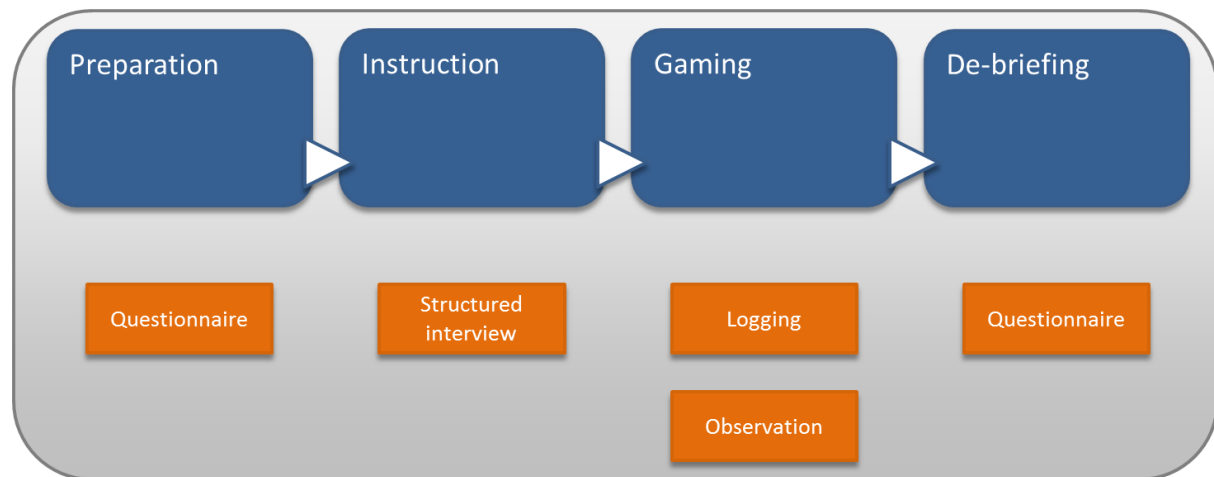 Preparation
Instruction
Gaming
De-briefing
Questionnaire
Structured
interview
Logging
Questionnaire
Observation